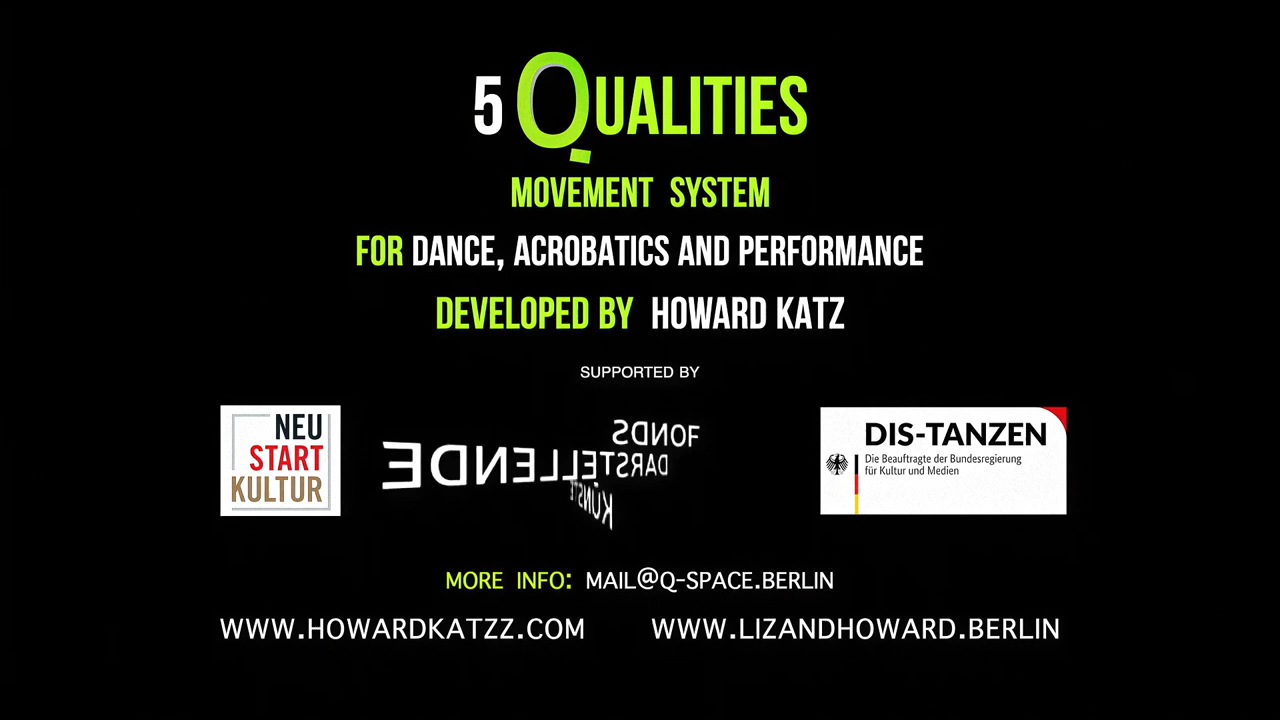 5 QUALITIES
MOVEMENT SYSTEM
FOR DANCE, ACROBATICS AND PERFORMANCE
DEVELOPED BY HOWARD KATZ
SUPPORTED BY
NEU
START
KULTUR
FONDS
DARSTELLENDE
KÜNSTE
DIS-TANZEN
Die Beauftragte der Bundesregierung
für Kultur und Medien
MORE INFO: MAIL@Q-SPACE.BERLIN
WWW.HOWARDKATZZ.COM WWW.LIZANDHOWARD.BERLIN